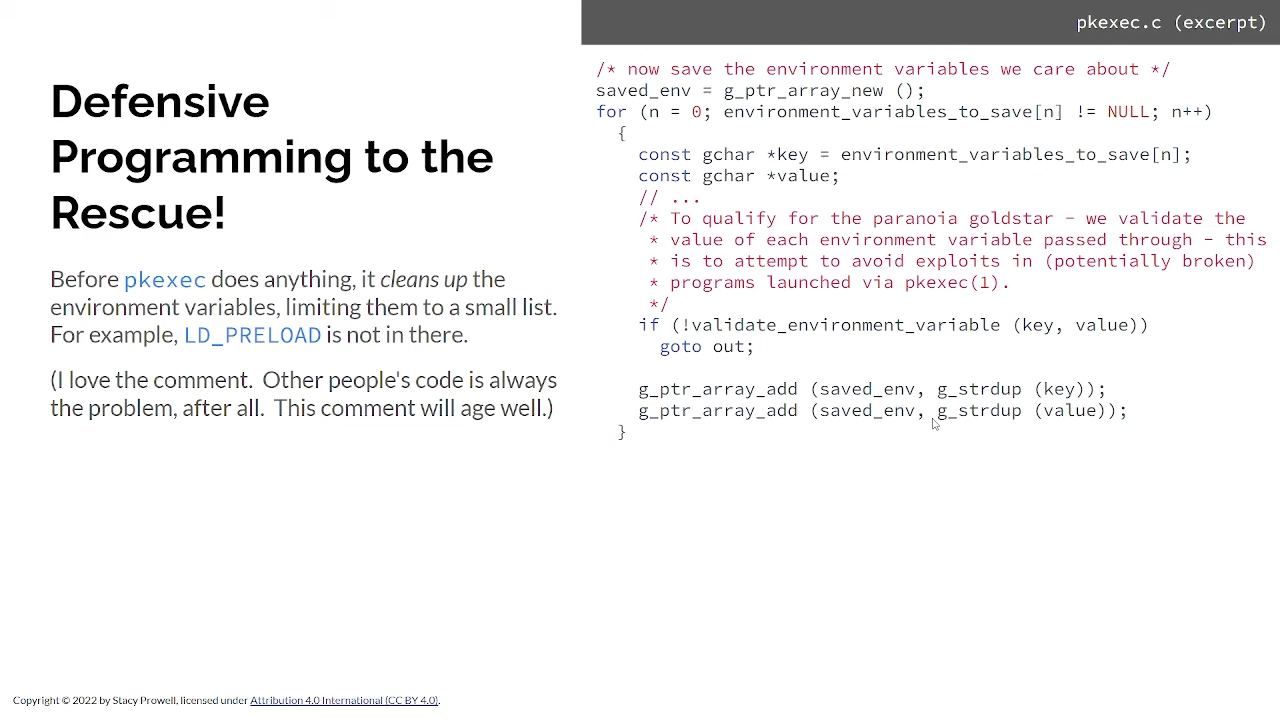 Defensive
Programming to the
Rescue!
Before pkexec does anything, it cleans up the
environment variables, limiting them to a small list.
For example, LD_PRELOAD is not in there.
(I love the comment. Other people's code is always
the problem, after all. This comment will age well.)
pkexec.c (excerpt)
/* now save the environment variables we care about */
saved_env = g_ptr_array_new ();
for (n = 0; environment_variables_to_save[n] != NULL; n++)
  {
    const gchar *key = environment_variables_to_save[n];
    const gchar *value;
    // ...
    /* To qualify for the paranoia goldstar - we validate the
     * value of each environment variable passed through - this
     * is to attempt to avoid exploits in (potentially broken)
     * programs launched via pkexec(1).
     */
    if (!validate_environment_variable (key, value))
      goto out;
    g_ptr_array_add (saved_env, g_strdup (key));
    g_ptr_array_add (saved_env, g_strdup (value));
  }
Copyright © 2022 by Stacy Prowell, licensed under Attribution 4.0 International (CC BY 4.0).